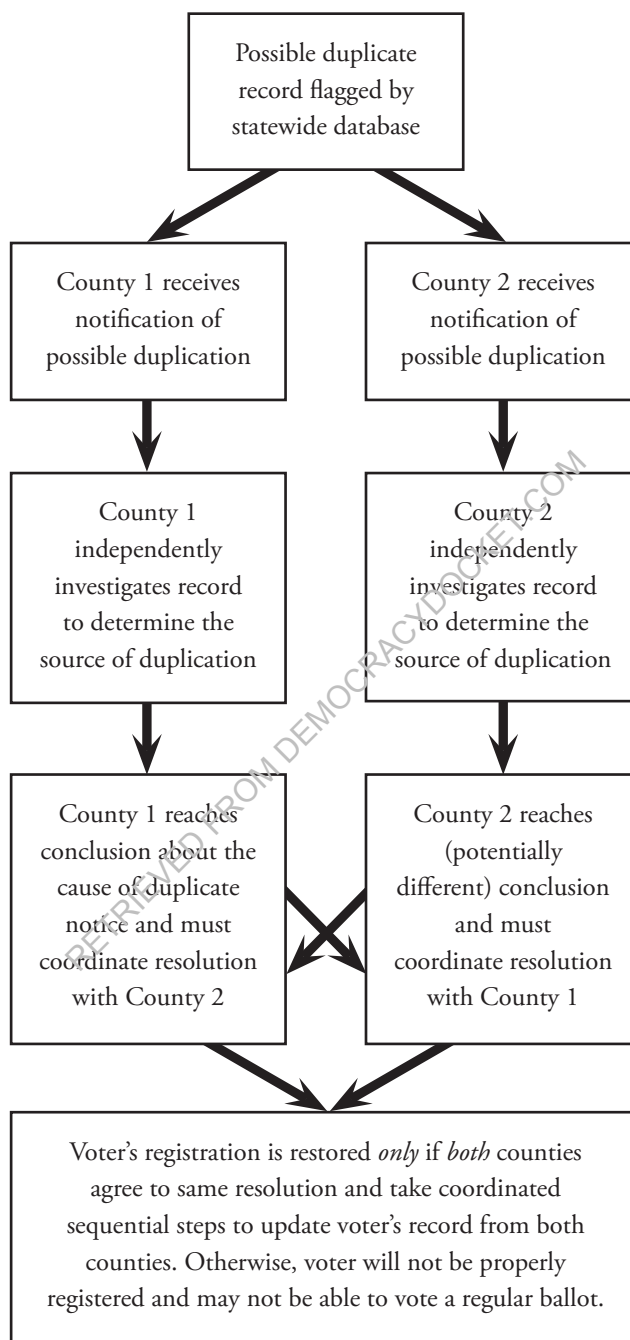 Possible duplicate
record flagged by
statewide database
County 1 receives
notification of
possible duplication
County 2 receives
notification of
possible duplication
County 1
independently
investigates record
to determine the
source of duplication
County 2
independently
investigates record
to determine the
source of duplication
County 1 reaches
conclusion about the
cause of duplicate
notice and must
coordinate resolution
with County 2
County 2 reaches
(potentially
different) conclusion
and must
coordinate resolution
with County 1
Voter’s registration is restored only if both counties
agree to same resolution and take coordinated
sequential steps to update voter’s record from both
counties. Otherwise, voter will not be properly
registered and may not be able to vote a regular ballot.
RETRIEVED FROM DEMOCRACYDOCKET.COM